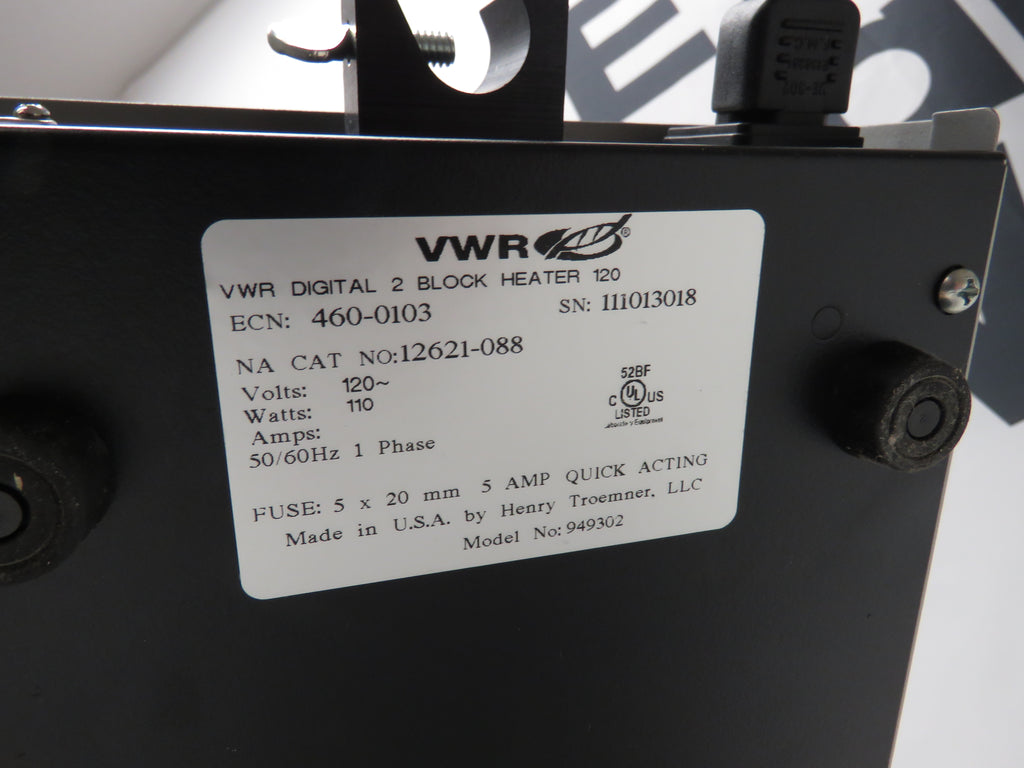 VWR®
VWR DIGITAL 2 BLOCK HEATER 120
ECN: 460-0103 SN: 111013018
NA CAT NO:12621-088
Volts: 120~
Watts: 110
Amps:
50/60Hz 1 Phase
52BF
C UL US
LISTED
FUSE: 5 x 20 mm 5 AMP QUICK ACTING
Made in U.S.A. by Henry Troemner, LLC
Model No: 949302